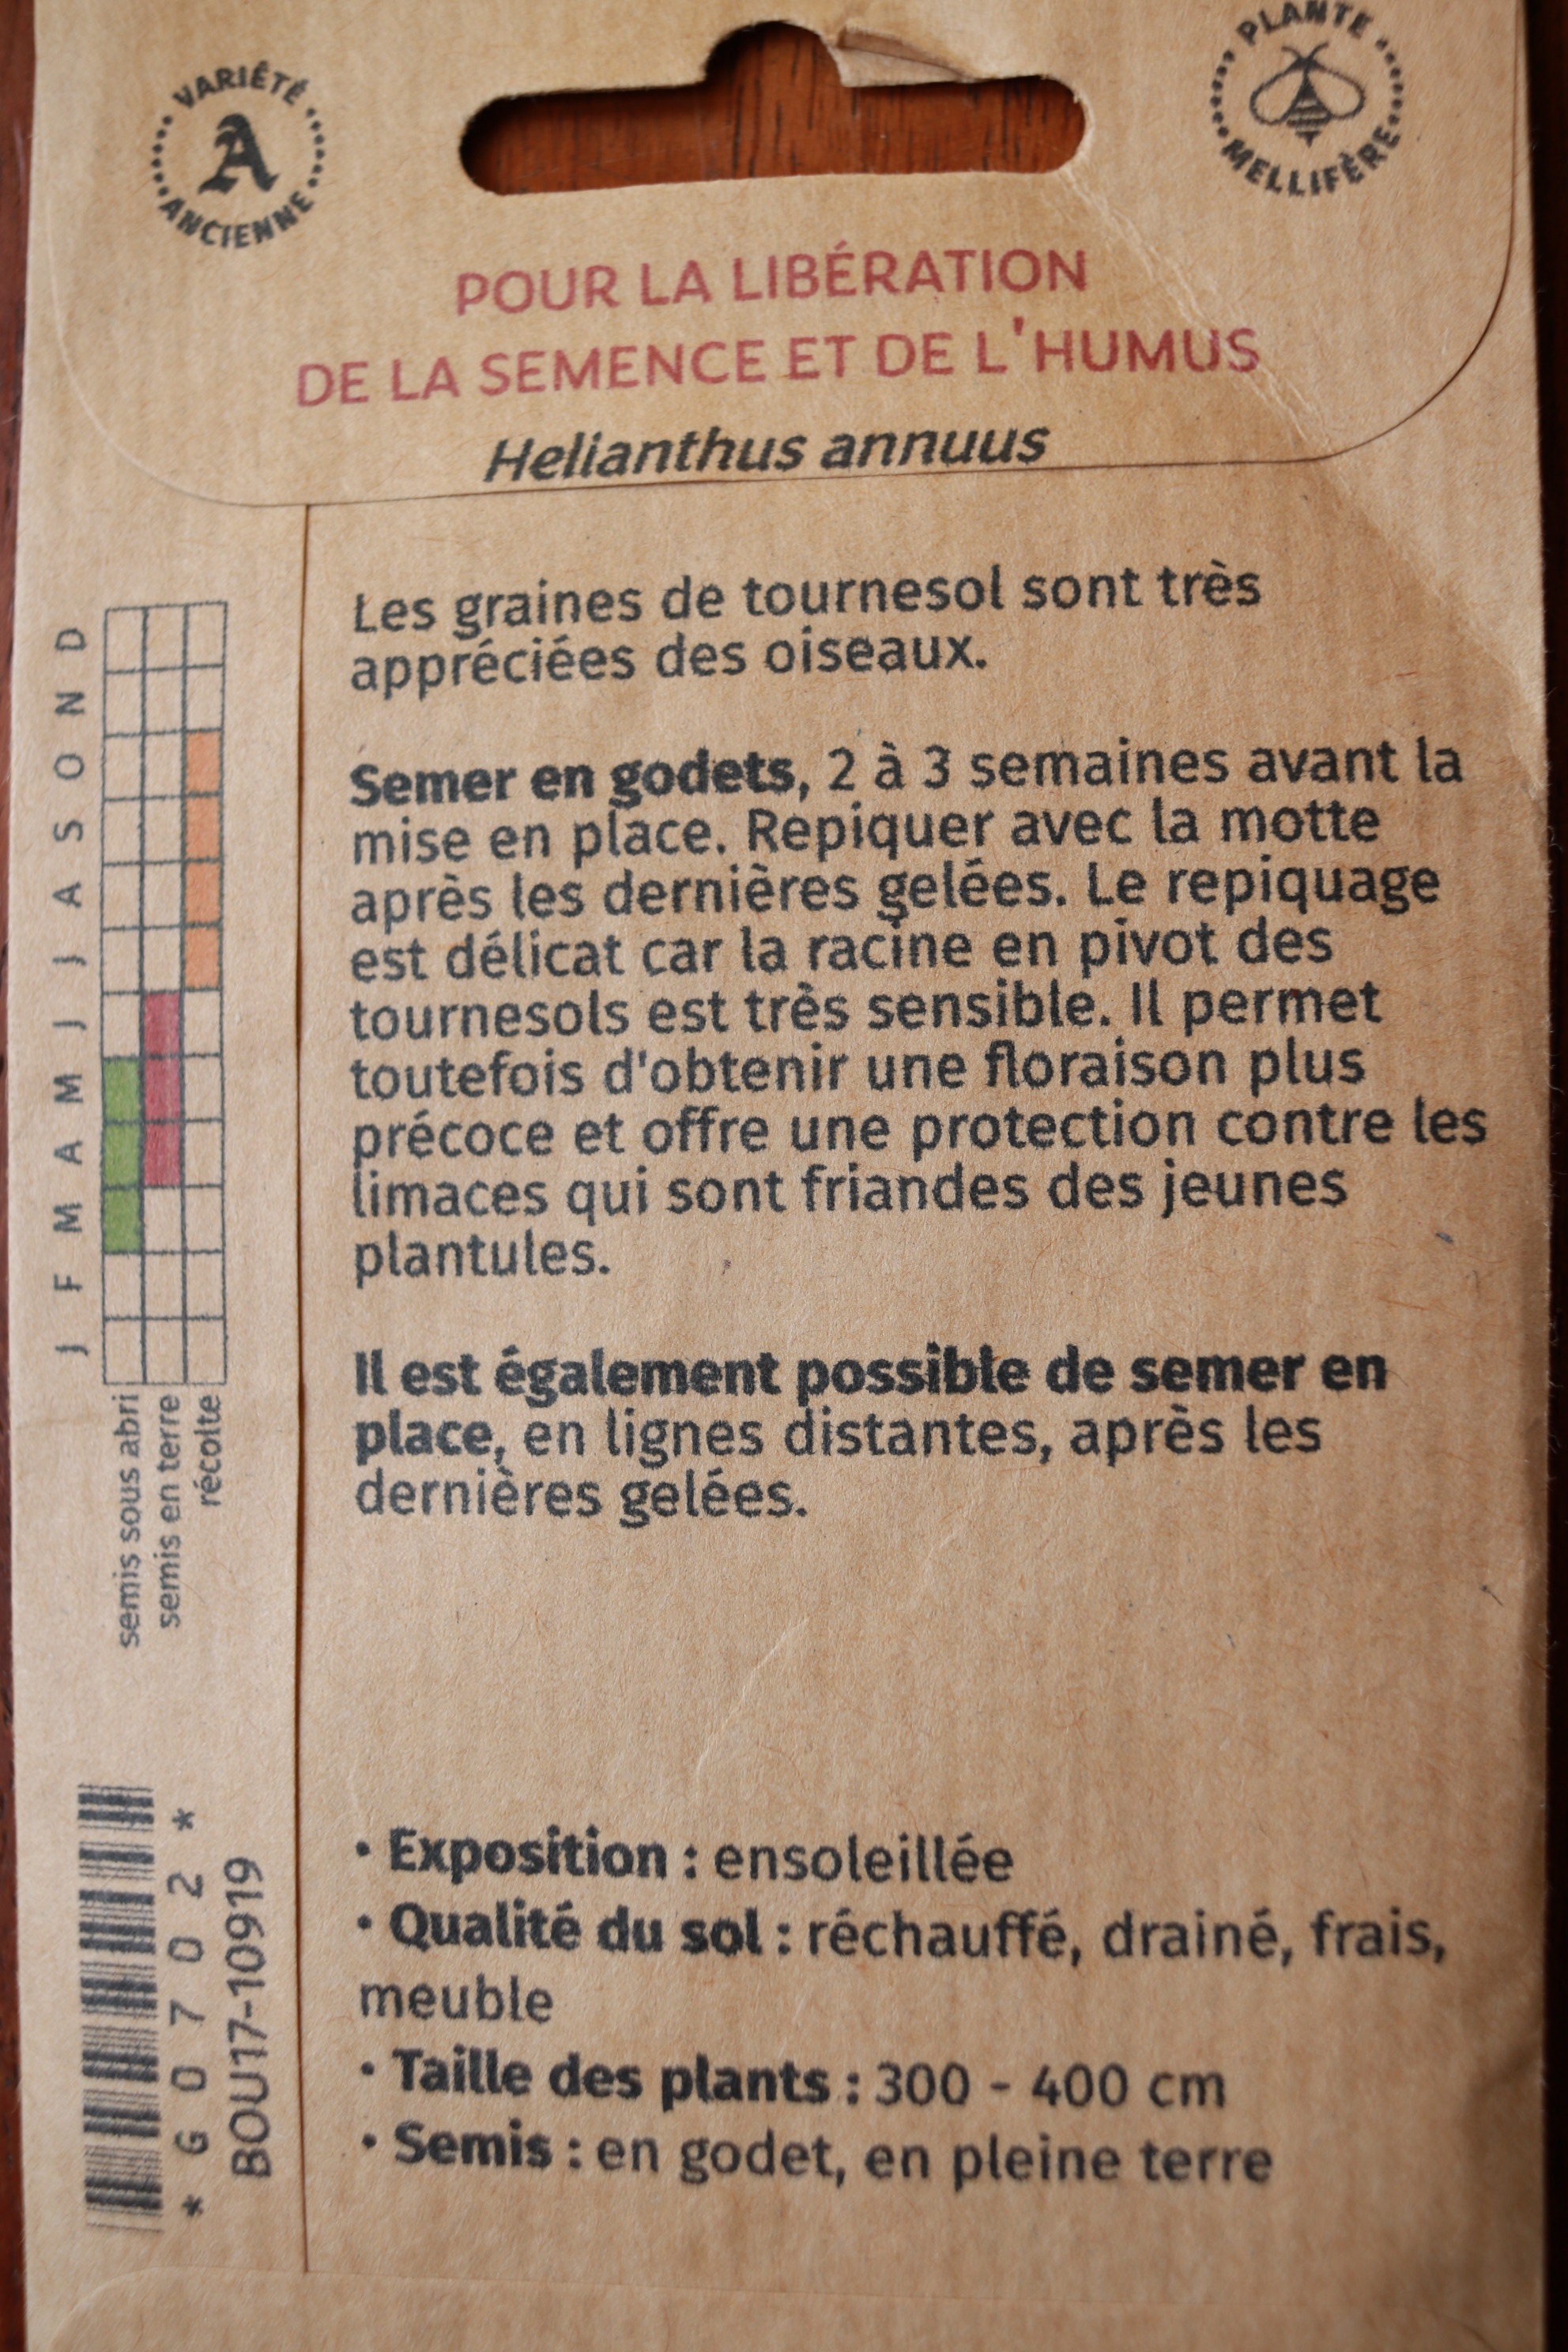 VARIÉTÉ
A
ANCIENNE
PLANTE
MELLIFÈRE
POUR LA LIBÉRATION
DE LA SEMENCE ET DE L'HUMUS
Helianthus annuus
Les graines de tournesol sont très
appréciées des oiseaux.
Semer en godets, 2 à 3 semaines avant la
mise en place. Repiquer avec la motte
après les dernières gelées. Le repiquage
est délicat car la racine en pivot des
tournesols est très sensible. Il permet
toutefois d'obtenir une floraison plus
précoce et offre une protection contre les
limaces qui sont friandes des jeunes
plantules.
Il est également possible de semer en
place, en lignes distantes, après les
dernières gelées.
• Exposition : ensoleillée
• Qualité du sol : réchauffé, drainé, frais,
meuble
• Taille des plants : 300 - 400 cm
• Semis : en godet, en pleine terre
J F M A M J J A S O N D
semis sous abri
semis en terre
récolte
* G 0 7 0 2 *
BOU17-10919